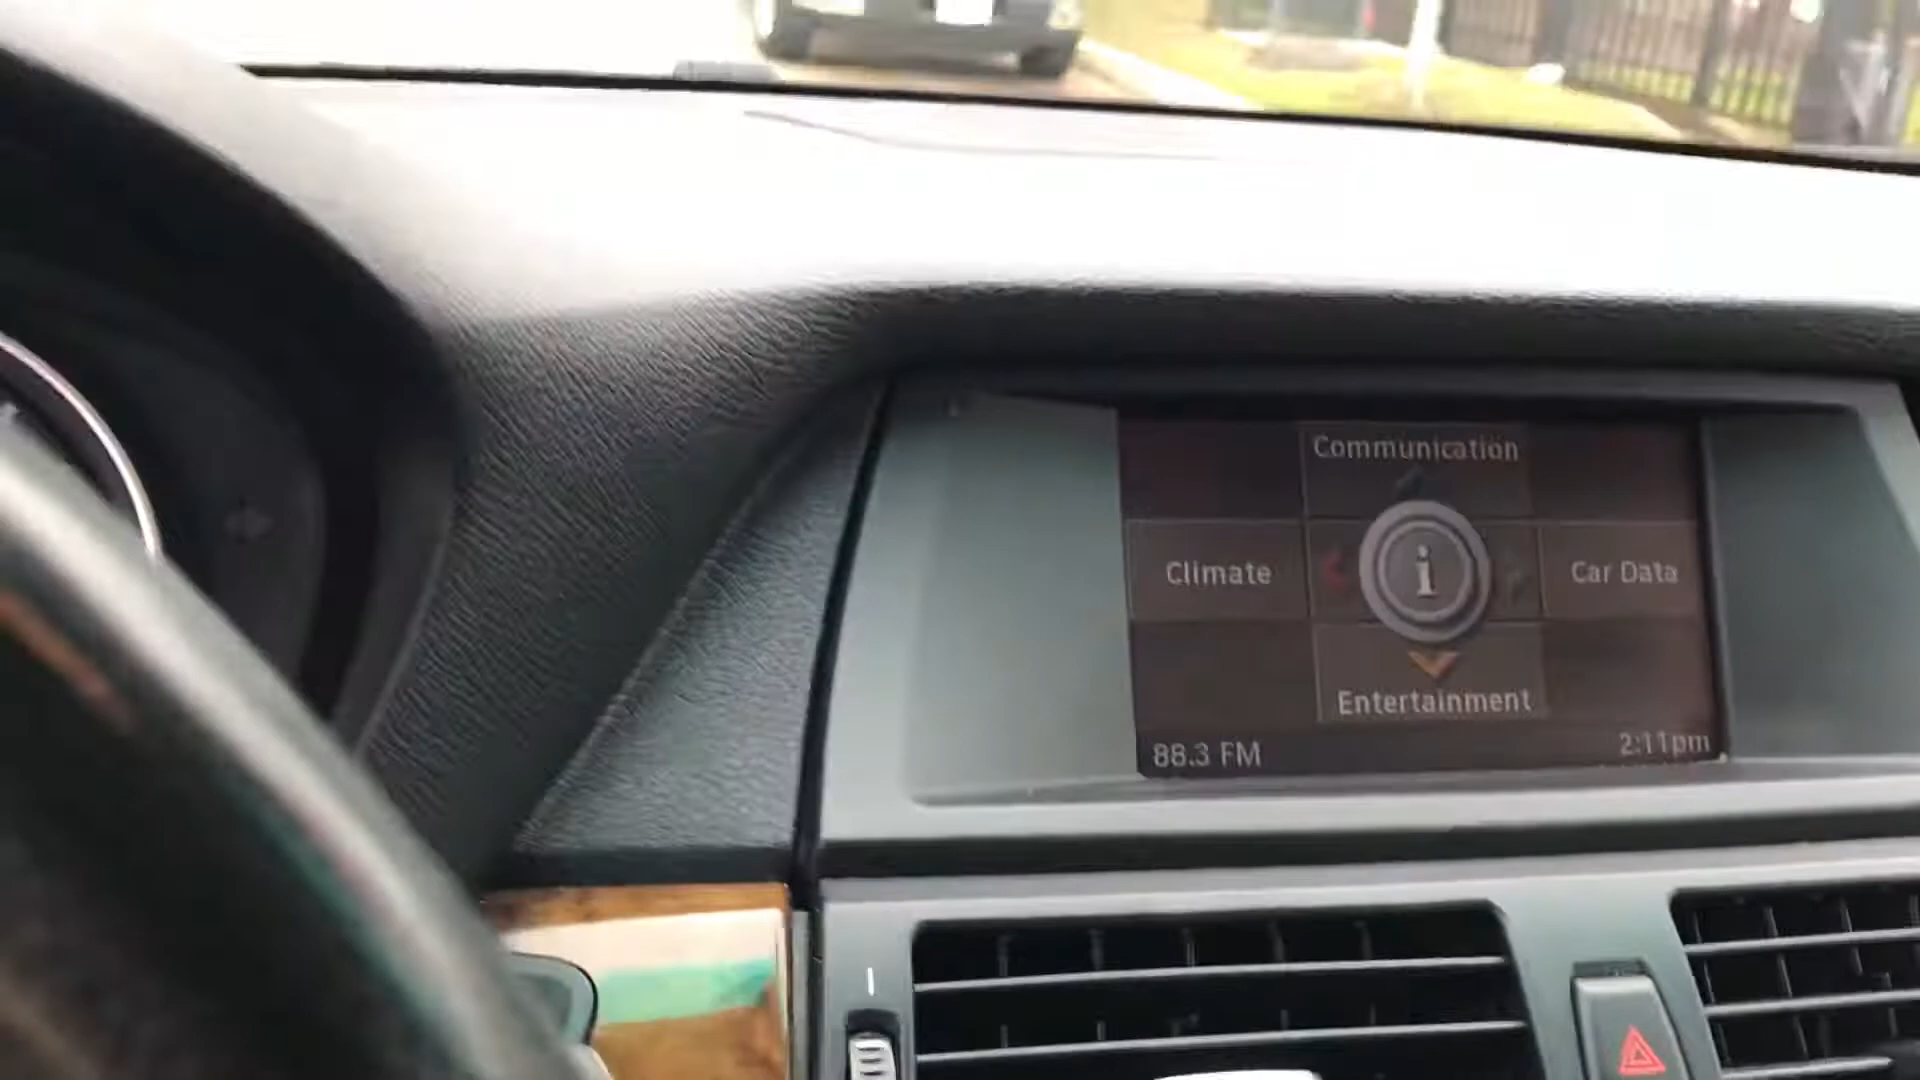 Communication
Climate
i
Car Data
Entertainment
88.3 FM
2:11pm